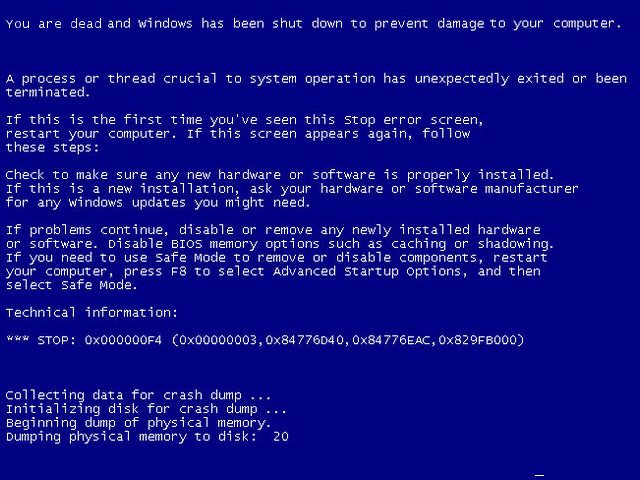 You are dead and Windows has been shut down to prevent damage to your computer.
A process or thread crucial to system operation has unexpectedly exited or been
terminated.
If this is the first time you've seen this Stop error screen,
restart your computer. If this screen appears again, follow
these steps:
Check to make sure any new hardware or software is properly installed.
If this is a new installation, ask your hardware or software manufacturer
for any Windows updates you might need.
If problems continue, disable or remove any newly installed hardware
or software. Disable BIOS memory options such as caching or shadowing.
If you need to use Safe Mode to remove or disable components, restart
your computer, press F8 to select Advanced Startup Options, and then
select Safe Mode.
Technical information:
*** STOP: 0x000000F4 (0x00000003,0x84776D40,0x84776EAC,0x829FB000)
Collecting data for crash dump ...
Initializing disk for crash dump ...
Beginning dump of physical memory.
Dumping physical memory to disk:  20
_